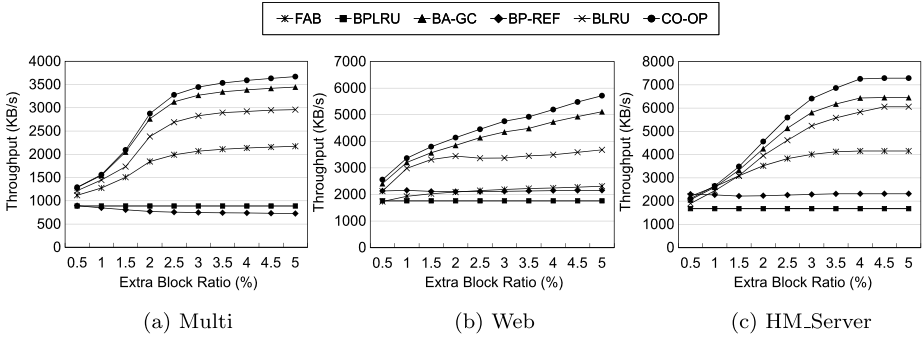 FAB BPLRU BA-GC BP-REF BLRU CO-OP
Throughput (KB/s)
4000
3500
3000
2500
2000
1500
1000
500
0
0.5 1 1.5 2 2.5 3 3.5 4 4.5 5
Extra Block Ratio (%)
(a) Multi
Throughput (KB/s)
7000
6000
5000
4000
3000
2000
1000
0
0.5 1 1.5 2 2.5 3 3.5 4 4.5 5
Extra Block Ratio (%)
(b) Web
Throughput (KB/s)
8000
7000
6000
5000
4000
3000
2000
1000
0
0.5 1 1.5 2 2.5 3 3.5 4 4.5 5
Extra Block Ratio (%)
(c) HM_Server